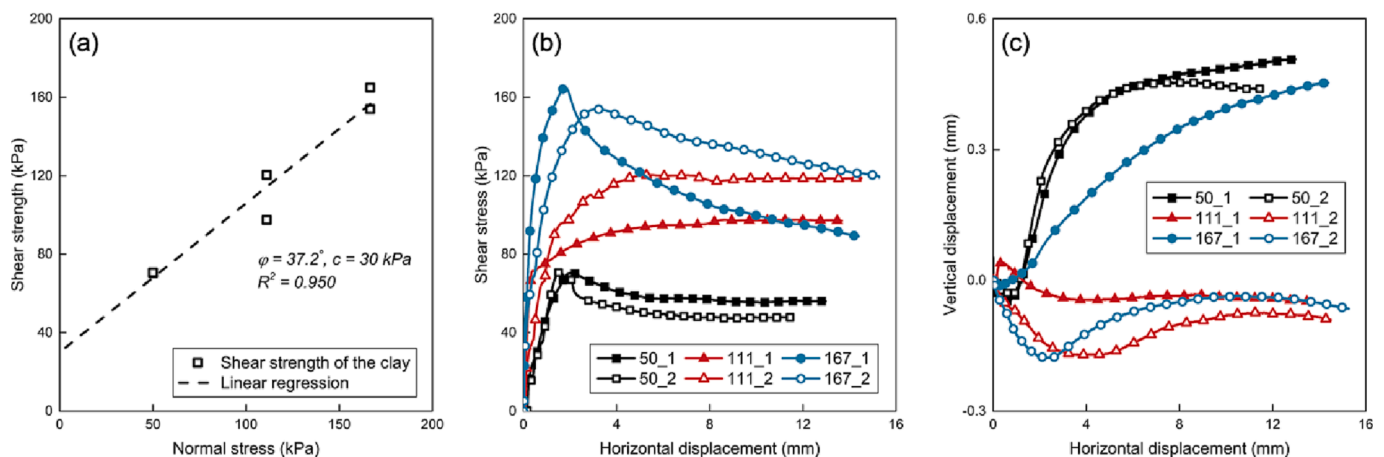 (a)
200
160
120
80
40
0
Shear strength (kPa)
φ = 37.2°, c = 30 kPa
R² = 0.950
Shear strength of the clay
Linear regression
0 50 100 150 200
Normal stress (kPa)
(b)
200
160
120
80
40
0
Shear stress (kPa)
50_1 111_1 167_1
50_2 111_2 167_2
0 4 8 12 16
Horizontal displacement (mm)
(c)
0.6
0.3
0.0
-0.3
Vertical displacement (mm)
50_1 50_2
111_1 111_2
167_1 167_2
0 4 8 12 16
Horizontal displacement (mm)